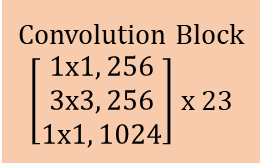 Convolution Block
1x1, 256
3x3, 256 x 23
1x1, 1024